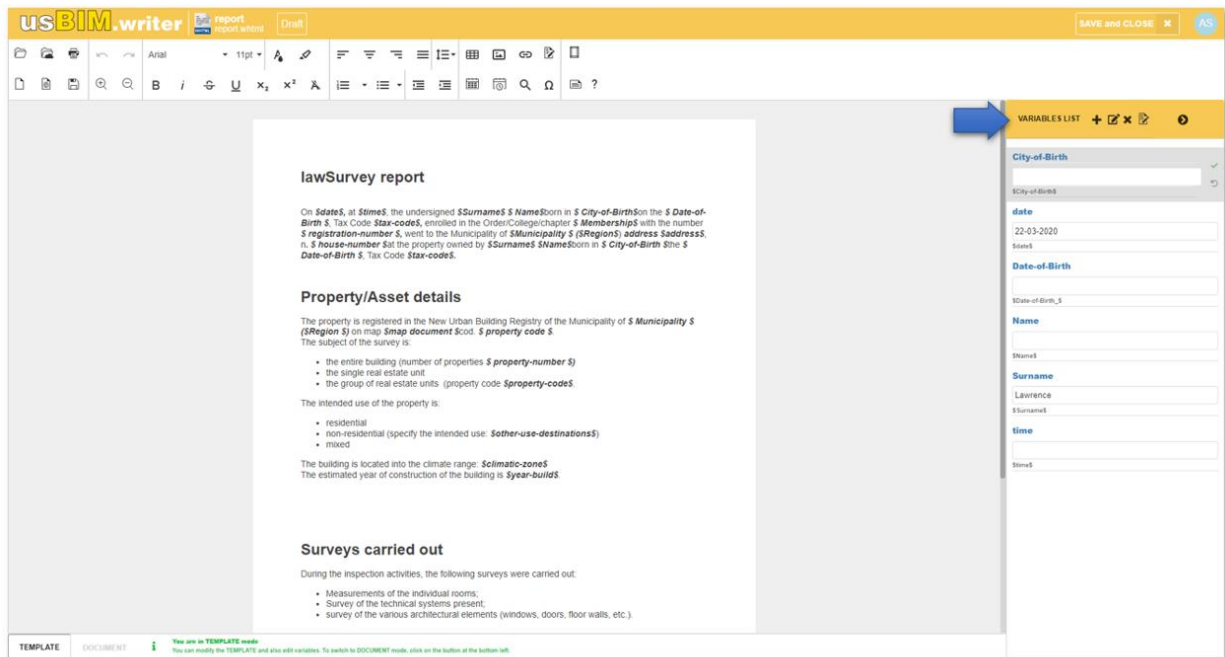 usBIM.writer
report
report.whtml
Draft
SAVE and CLOSE ×
AS
Arial
11pt
B i S U x₂ x² A
Ω
?
VARIABLES LIST
City-of-Birth
$City-of-Birth$
date
22-03-2020
$date$
Date-of-Birth
$Date-of-Birth_$
Name
$Name$
Surname
Lawrence
$Surname$
time
$time$
lawSurvey report
On $date$, at $time$, the undersigned $Surname$ $ Name$born in $ City-of-Birth$on the $ Date-of-
Birth $, Tax Code $tax-code$, enrolled in the Order/College/chapter $ Membership$ with the number
$ registration-number $, went to the Municipality of $Municipality $ ($Region$) address $address$,
n. $ house-number $at the property owned by $Surname$ $Name$born in $ City-of-Birth $the $
Date-of-Birth $, Tax Code $tax-code$.
Property/Asset details
The property is registered in the New Urban Building Registry of the Municipality of $ Municipality $
($Region $) on map $map document $cod. $ property code $.
The subject of the survey is:
• the entire building (number of properties $ property-number $)
• the single real estate unit
• the group of real estate units (property code $property-code$.
The intended use of the property is:
• residential
• non-residential (specify the intended use: $other-use-destinations$)
• mixed
The building is located into the climate range: $climatic-zone$
The estimated year of construction of the building is $year-build$.
Surveys carried out
During the inspection activities, the following surveys were carried out:
• Measurements of the individual rooms;
• Survey of the technical systems present;
• survey of the various architectural elements (windows, doors, floor walls, etc.).
TEMPLATE
DOCUMENT
i
You are in TEMPLATE mode
You can modify the TEMPLATE and also edit variables. To switch to DOCUMENT mode, click on the button at the bottom left.